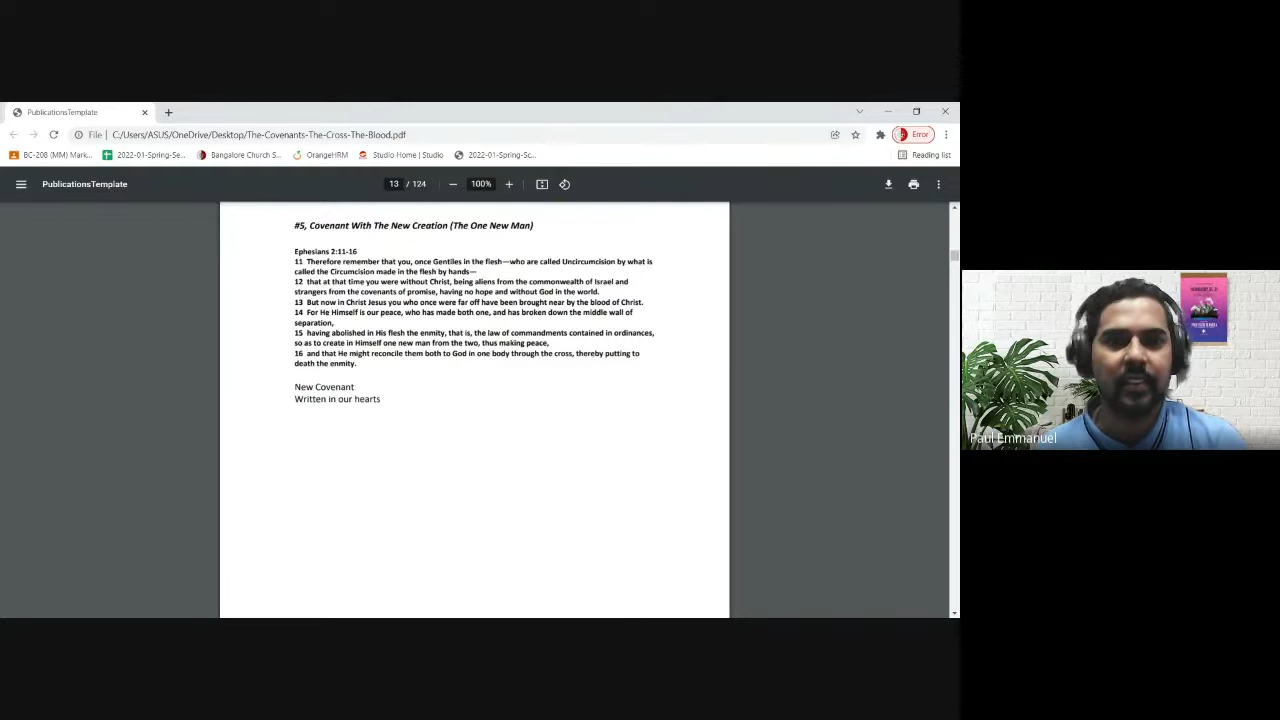 PublicationsTemplate
File | C:/Users/ASUS/OneDrive/Desktop/The-Covenants-The-Cross-The-Blood.pdf
Error
BC-208 (MM) Mark...
2022-01-Spring-Se...
Bangalore Church S...
OrangeHRM
Studio Home | Studio
2022-01-Spring-Sc...
Reading list
PublicationsTemplate
13 / 124
100%
#5, Covenant With The New Creation (The One New Man)
Ephesians 2:11-16
11 Therefore remember that you, once Gentiles in the flesh—who are called Uncircumcision by what is
called the Circumcision made in the flesh by hands—
12 that at that time you were without Christ, being aliens from the commonwealth of Israel and
strangers from the covenants of promise, having no hope and without God in the world.
13 But now in Christ Jesus you who once were far off have been brought near by the blood of Christ.
14 For He Himself is our peace, who has made both one, and has broken down the middle wall of
separation,
15 having abolished in His flesh the enmity, that is, the law of commandments contained in ordinances,
so as to create in Himself one new man from the two, thus making peace,
16 and that He might reconcile them both to God in one body through the cross, thereby putting to
death the enmity.
New Covenant
Written in our hearts
Paul Emmanuel